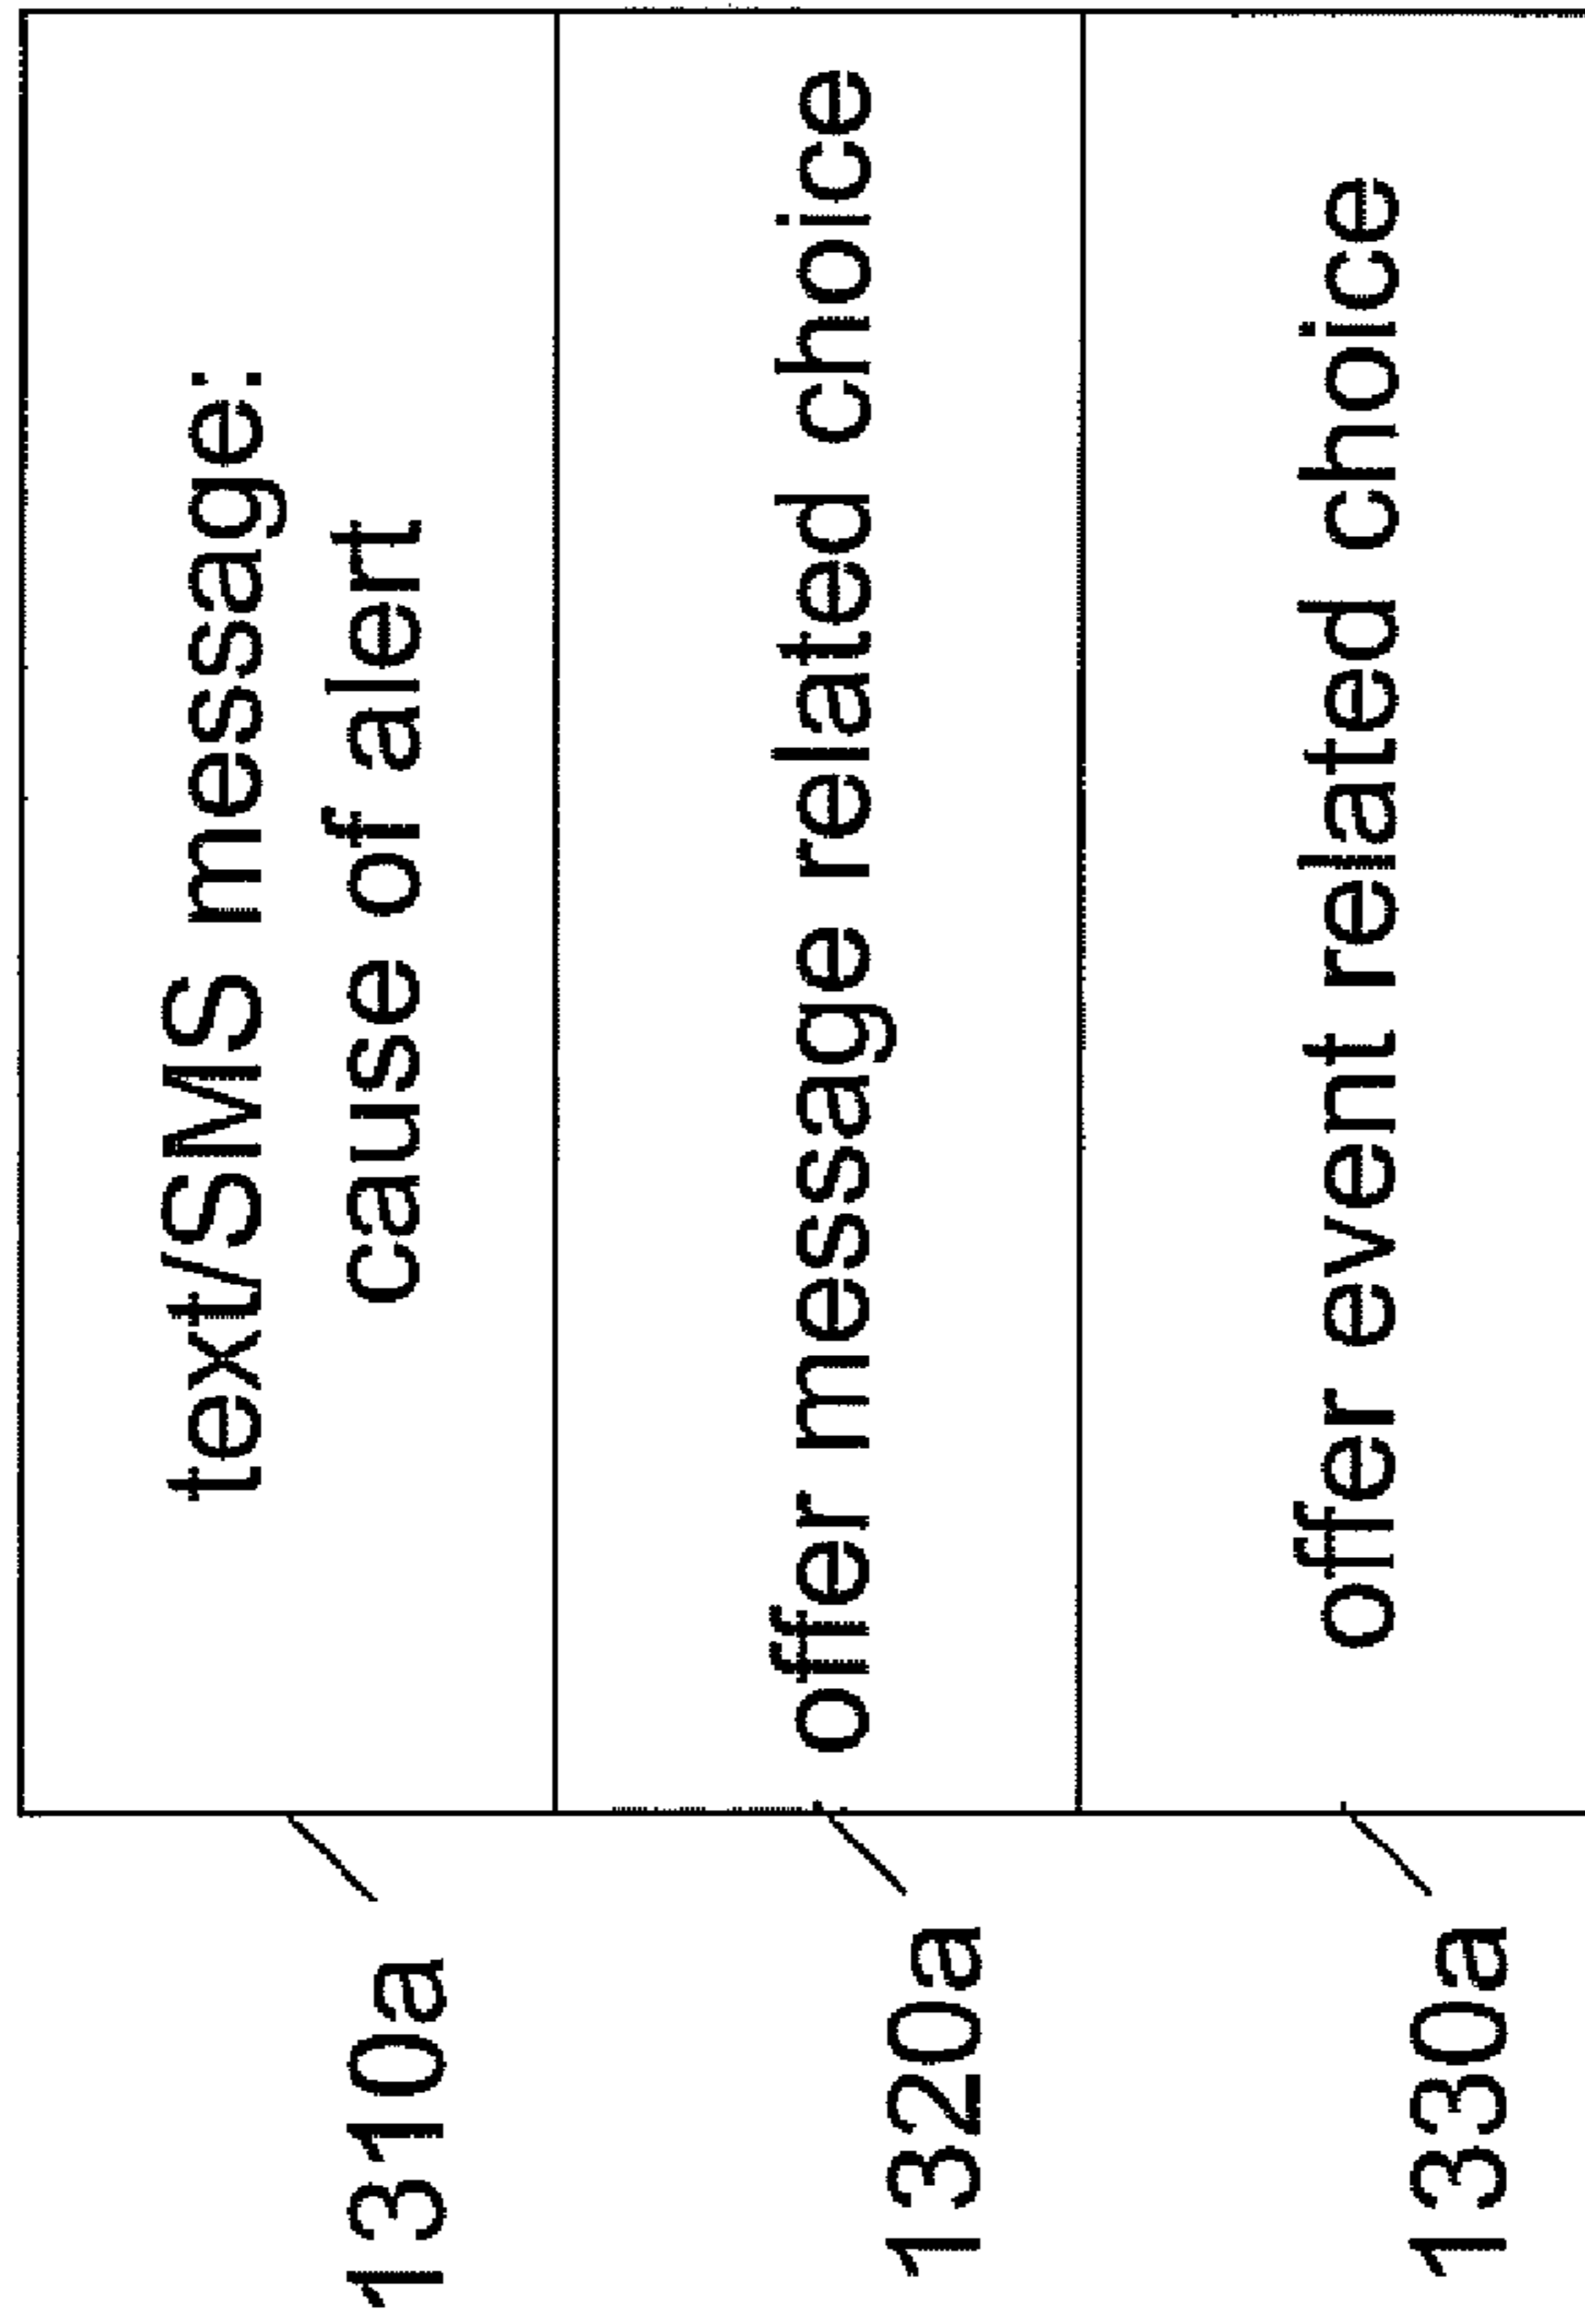 1310a
text/SMS message:
cause of alert
1320a
offer message related choice
1330a
offer event related choice